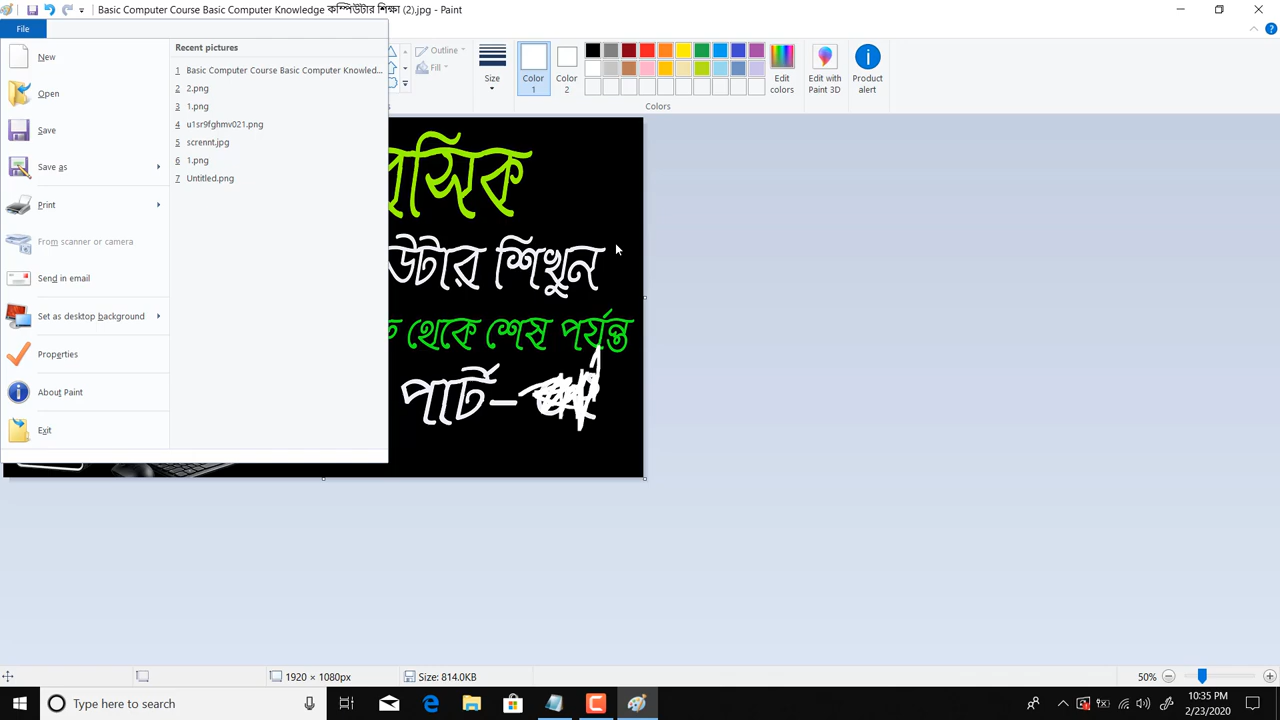 Basic Computer Course Basic Computer Knowledge কম্পিউটার শিক্ষা (2).jpg - Paint
File
New
Open
Save
Save as
Print
From scanner or camera
Send in email
Set as desktop background
Properties
About Paint
Exit
Recent pictures
1 Basic Computer Course Basic Computer Knowled...
2 2.png
3 1.png
4 u1sr9fghmv021.png
5 scrennt.jpg
6 1.png
7 Untitled.png
Outline
Fill
Size
Color 1
Color 2
Edit colors
Edit with Paint 3D
Product alert
Colors
সিক
উটার শিখুন
থেকে শেষ পর্যন্ত
পার্ট-
1920 × 1080px
Size: 814.0KB
50%
Type here to search
10:35 PM
2/23/2020